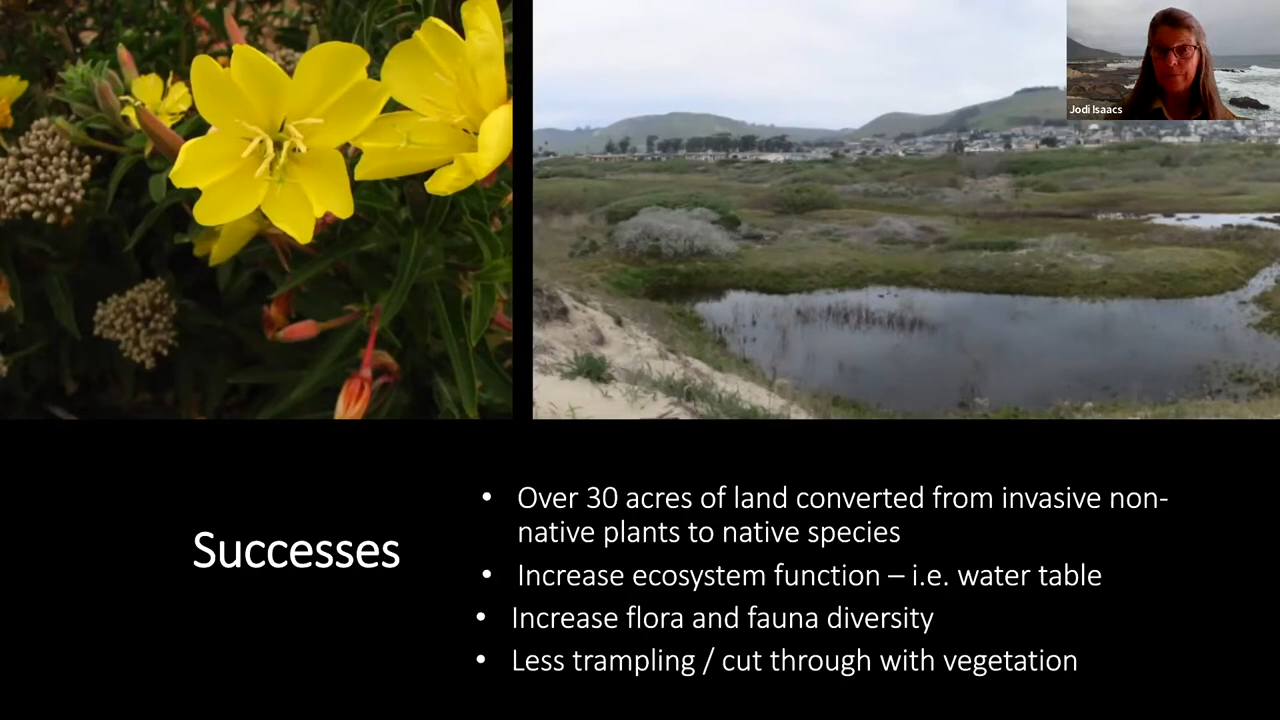 Jodi Isaacs
Successes
• Over 30 acres of land converted from invasive non-
native plants to native species
• Increase ecosystem function – i.e. water table
• Increase flora and fauna diversity
• Less trampling / cut through with vegetation